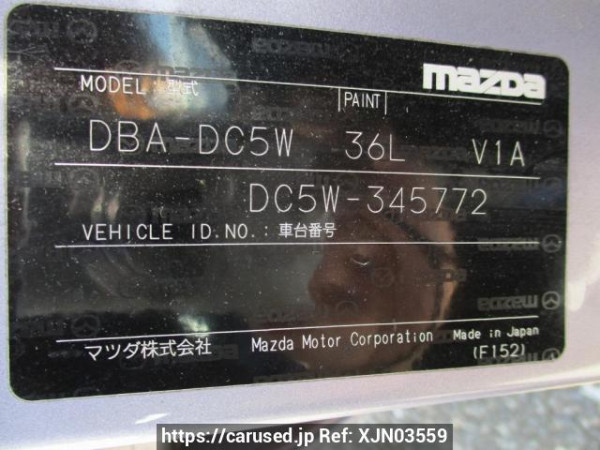 mazda
MODEL : 型式 |PAINT|
DBA-DC5W 36L V1A
DC5W-345772
VEHICLE ID.NO.: 車台番号
マツダ株式会社 Mazda Motor Corporation Made in Japan
(F152)
https://carused.jp Ref: XJN03559